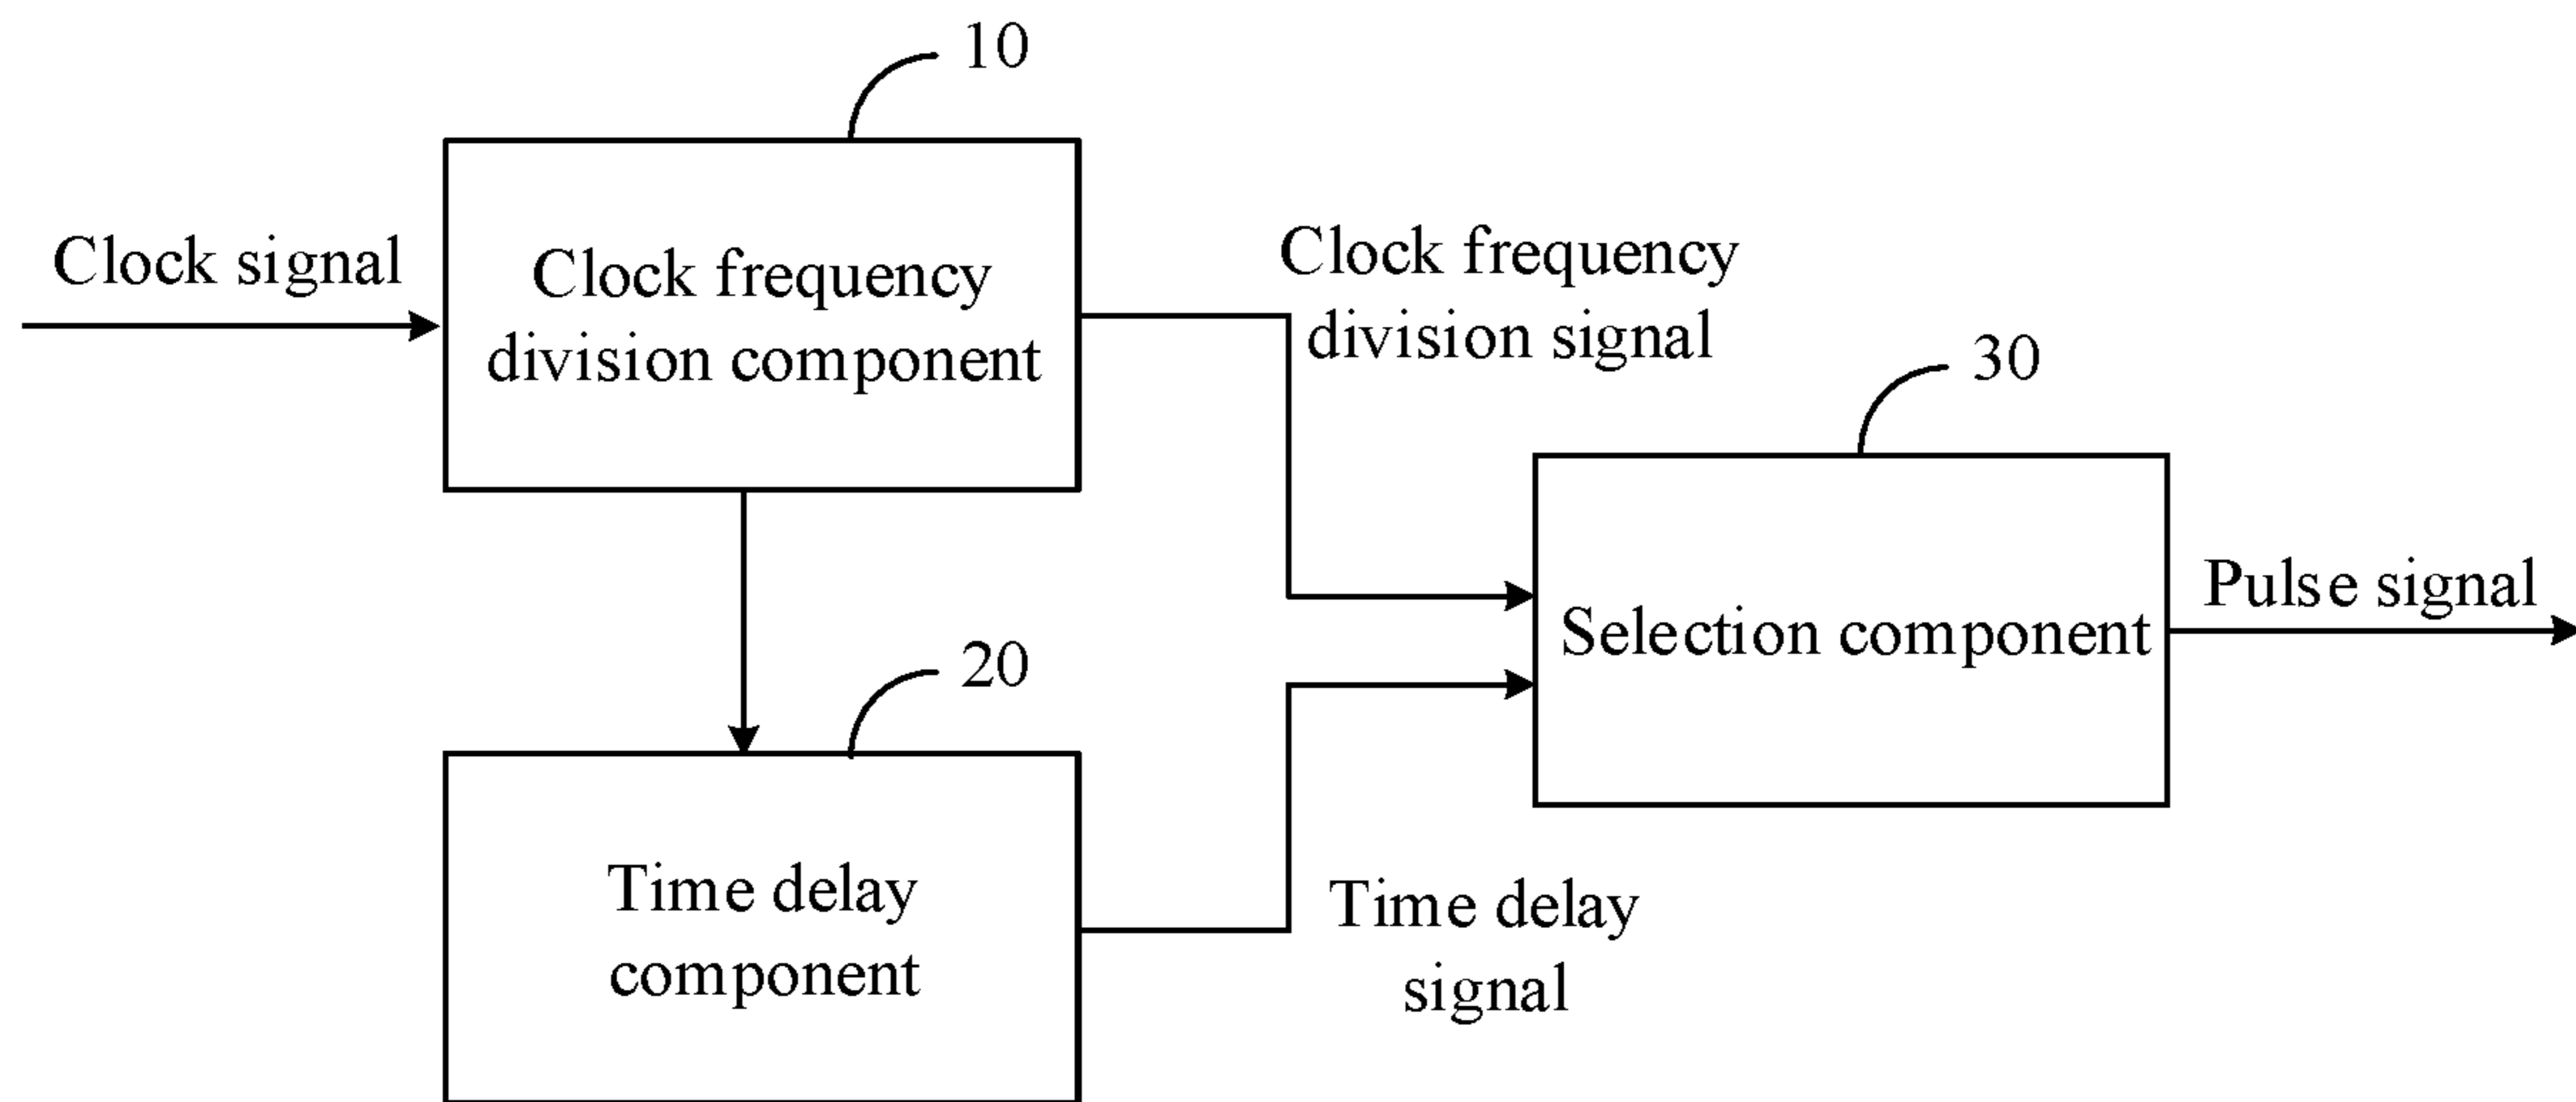 10
Clock signal
Clock frequency
division component
Clock frequency
division signal
30
Selection component
Pulse signal
20
Time delay
component
Time delay
signal